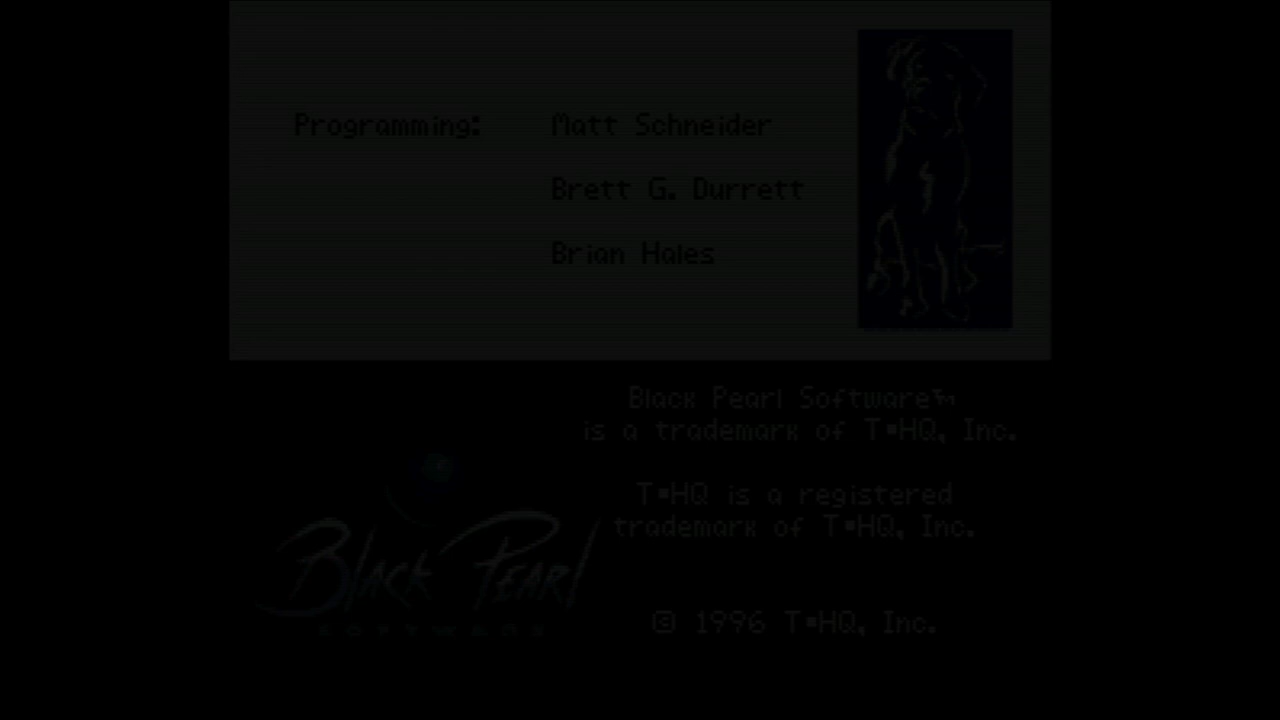 Programming: Matt Schneider
Brett G. Durrett
Brian Hales
Black Pearl Software™
is a trademark of T•HQ, Inc.
T•HQ is a registered
trademark of T•HQ, Inc.
Black Pearl
SOFTWARE
© 1996 T•HQ, Inc.